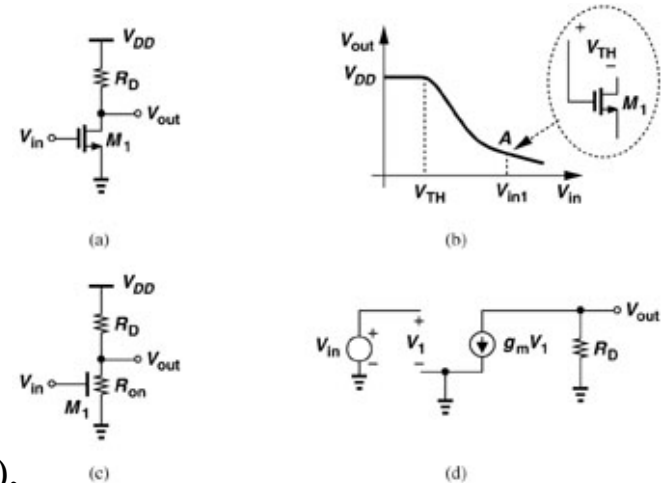 V_DD
R_D
V_out
V_in
M_1
(a)
V_out
V_DD
+
V_TH
−
M_1
A
V_TH
V_in1
V_in
(b)
V_DD
R_D
V_out
V_in
R_on
M_1
(c)
V_in
+
−
+
V_1
−
g_mV_1
V_out
R_D
(d)
).